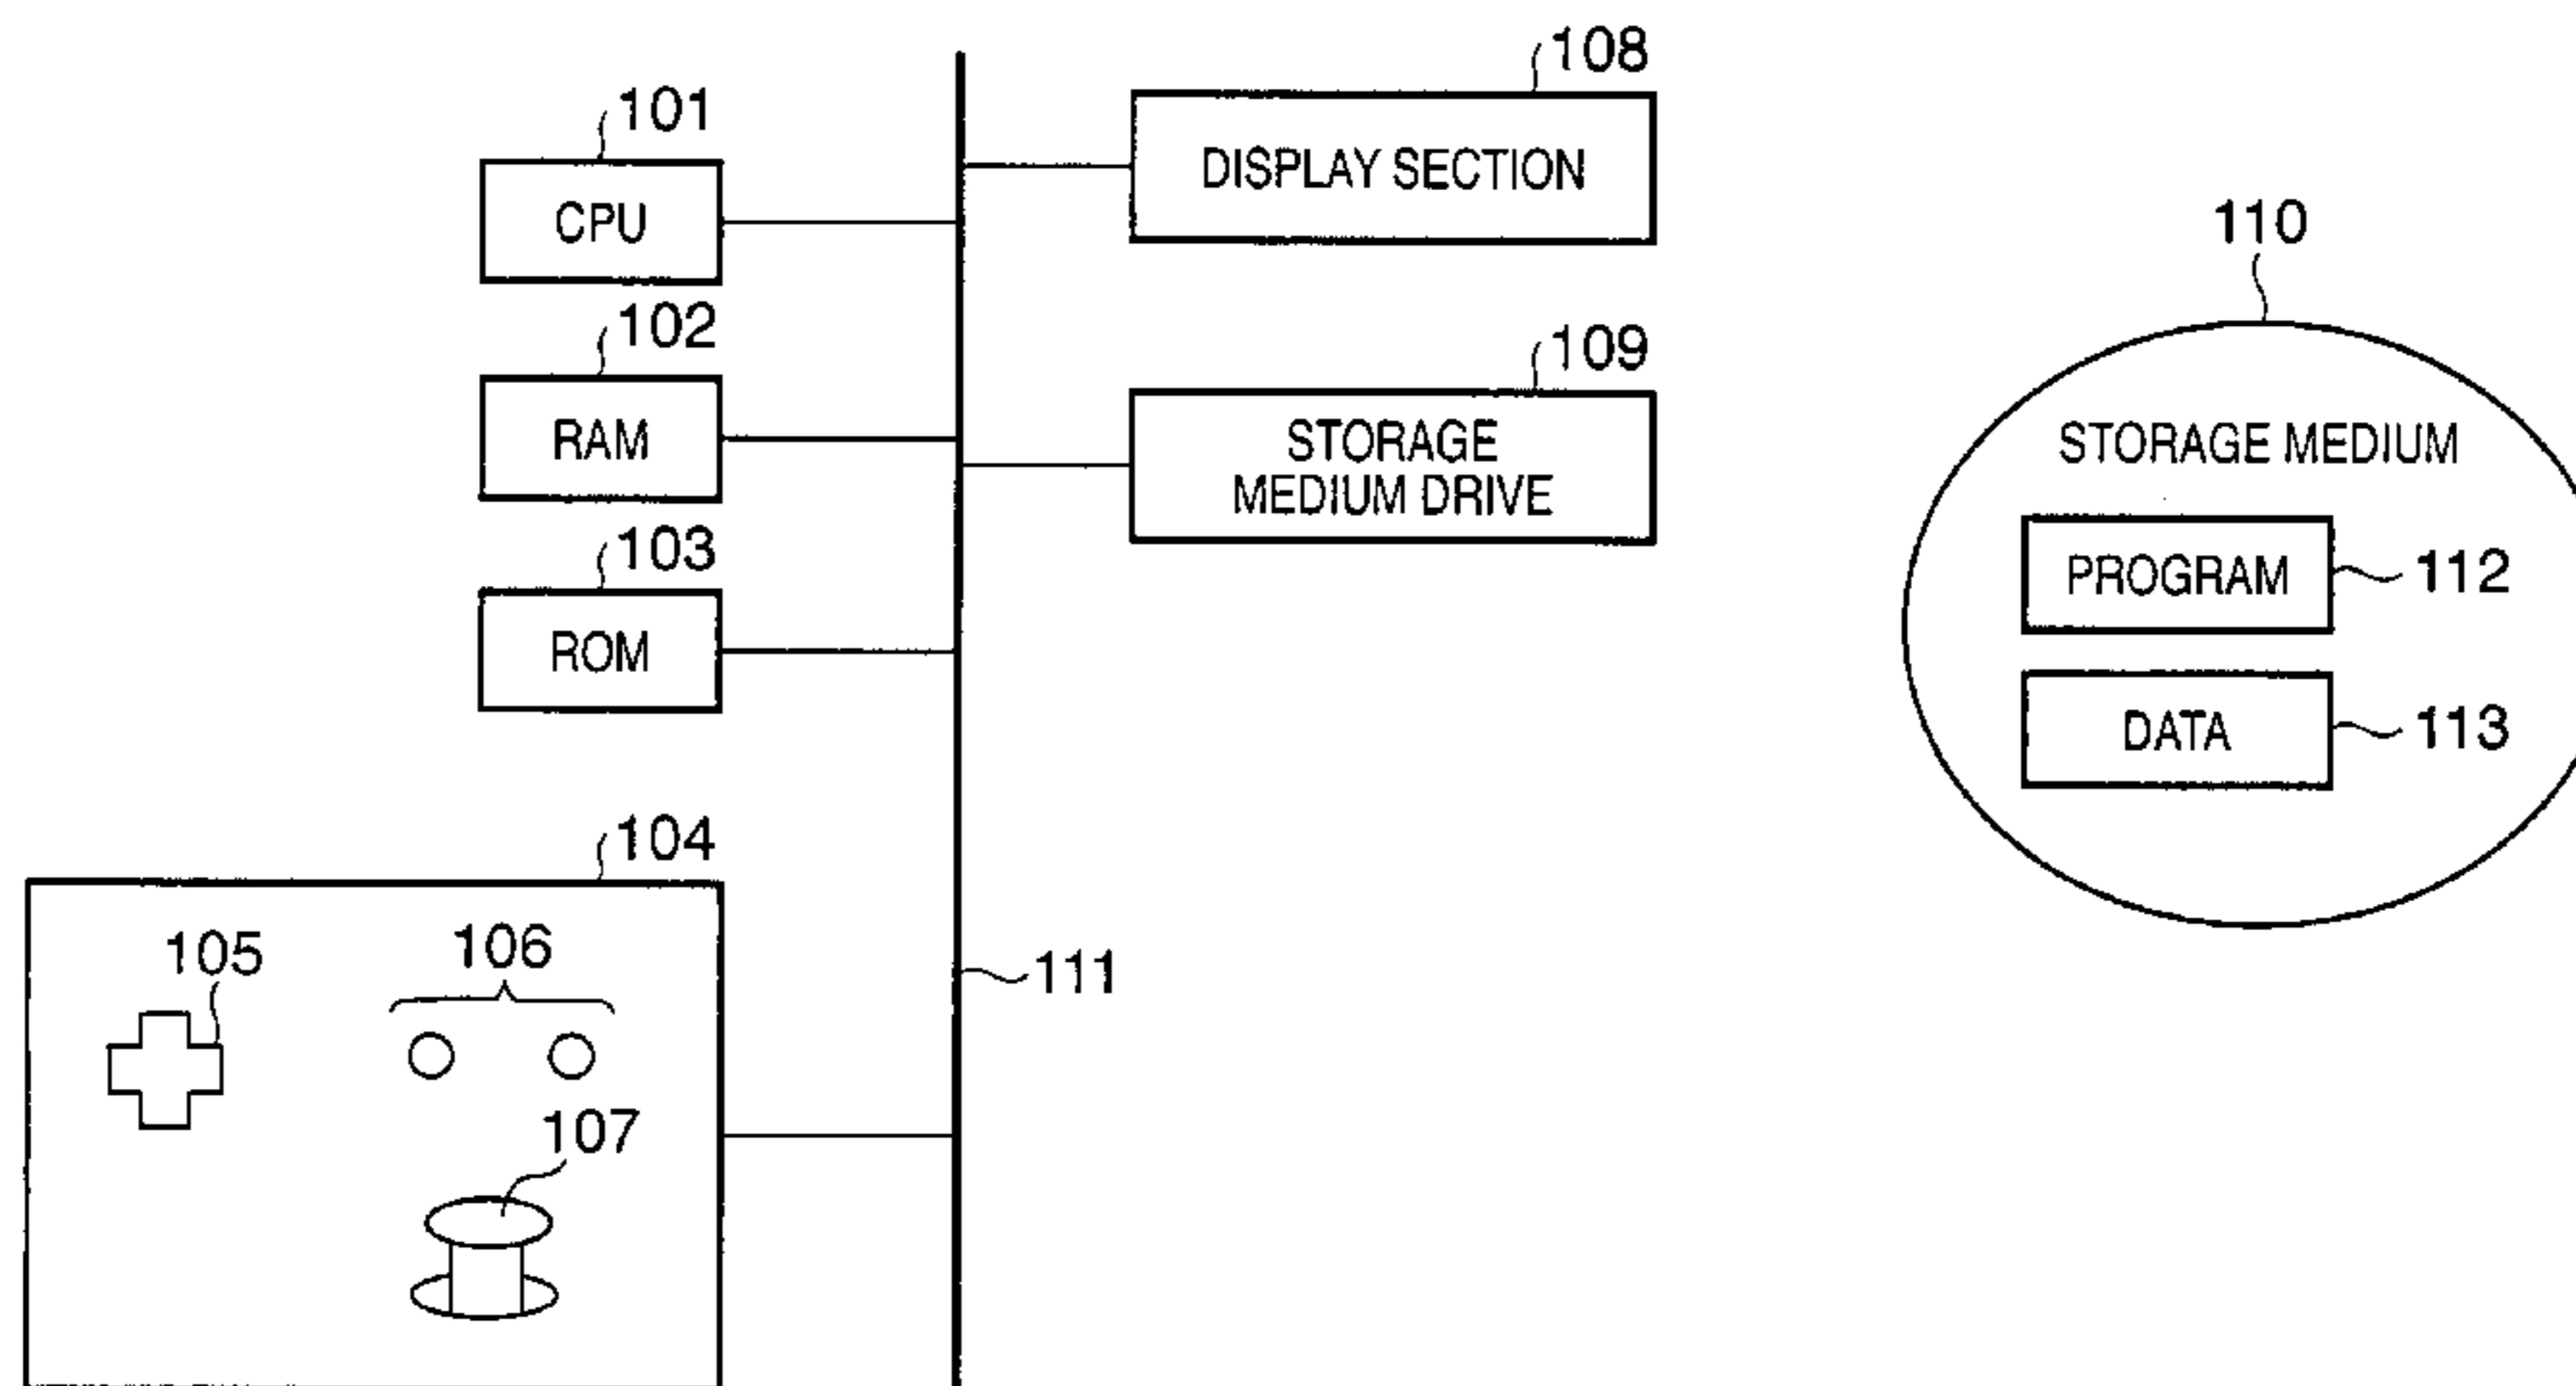 101
CPU
102
RAM
103
ROM
104
105
106
107
111
108
DISPLAY SECTION
109
STORAGE
MEDIUM DRIVE
110
STORAGE MEDIUM
PROGRAM
112
DATA
113